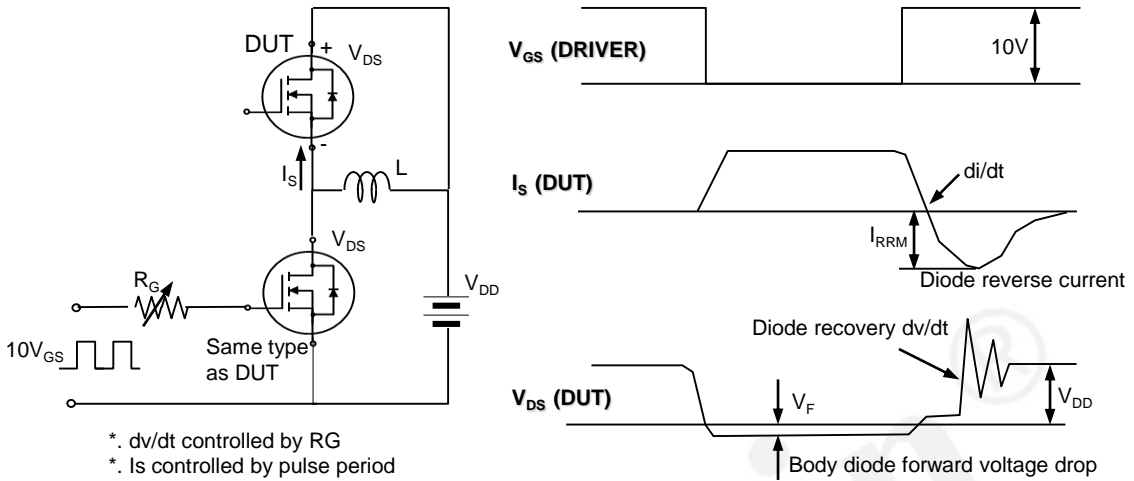 DUT
+
V_DS
-
I_S
L
V_DS
R_G
V_DD
10V_GS
Same type
as DUT
*. dv/dt controlled by RG
*. Is controlled by pulse period
V_GS (DRIVER)
10V
I_S (DUT)
di/dt
I_RRM
Diode reverse current
Diode recovery dv/dt
V_DS (DUT)
V_F
V_DD
Body diode forward voltage drop